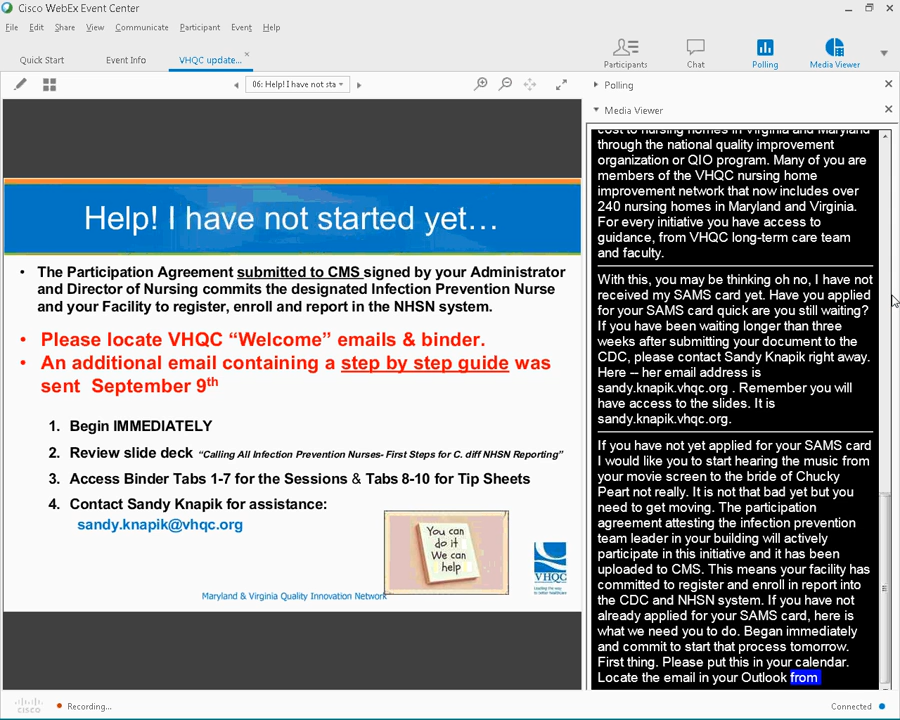 Cisco WebEx Event Center
File Edit Share View Communicate Participant Event Help
Quick Start Event Info VHQC update...
Participants Chat Polling Media Viewer
06: Help! I have not sta
Polling
Media Viewer
Help! I have not started yet…
• The Participation Agreement submitted to CMS signed by your Administrator
and Director of Nursing commits the designated Infection Prevention Nurse
and your Facility to register, enroll and report in the NHSN system.
• Please locate VHQC “Welcome” emails & binder.
• An additional email containing a step by step guide was
sent September 9th
1. Begin IMMEDIATELY
2. Review slide deck “Calling All Infection Prevention Nurses- First Steps for C. diff NHSN Reporting”
3. Access Binder Tabs 1-7 for the Sessions & Tabs 8-10 for Tip Sheets
4. Contact Sandy Knapik for assistance:
sandy.knapik@vhqc.org
You can
do it
We can
help
VHQC
Leading the way
to better healthcare
Maryland & Virginia Quality Innovation Network
cost to nursing homes in Virginia and Maryland
through the national quality improvement
organization or QIO program. Many of you are
members of the VHQC nursing home
improvement network that now includes over
240 nursing homes in Maryland and Virginia.
For every initiative you have access to
guidance, from VHQC long-term care team
and faculty.
With this, you may be thinking oh no, I have not
received my SAMS card yet. Have you applied
for your SAMS card quick are you still waiting?
If you have been waiting longer than three
weeks after submitting your document to the
CDC, please contact Sandy Knapik right away.
Here -- her email address is
sandy.knapik.vhqc.org . Remember you will
have access to the slides. It is
sandy.knapik.vhqc.org.
If you have not yet applied for your SAMS card
I would like you to start hearing the music from
your movie screen to the bride of Chucky
Peart not really. It is not that bad yet but you
need to get moving. The participation
agreement attesting the infection prevention
team leader in your building will actively
participate in this initiative and it has been
uploaded to CMS. This means your facility has
committed to register and enroll in report into
the CDC and NHSN system. If you have not
already applied for your SAMS card, here is
what we need you to do. Began immediately
and commit to start that process tomorrow.
First thing. Please put this in your calendar.
Locate the email in your Outlook from
cisco Recording...
Connected